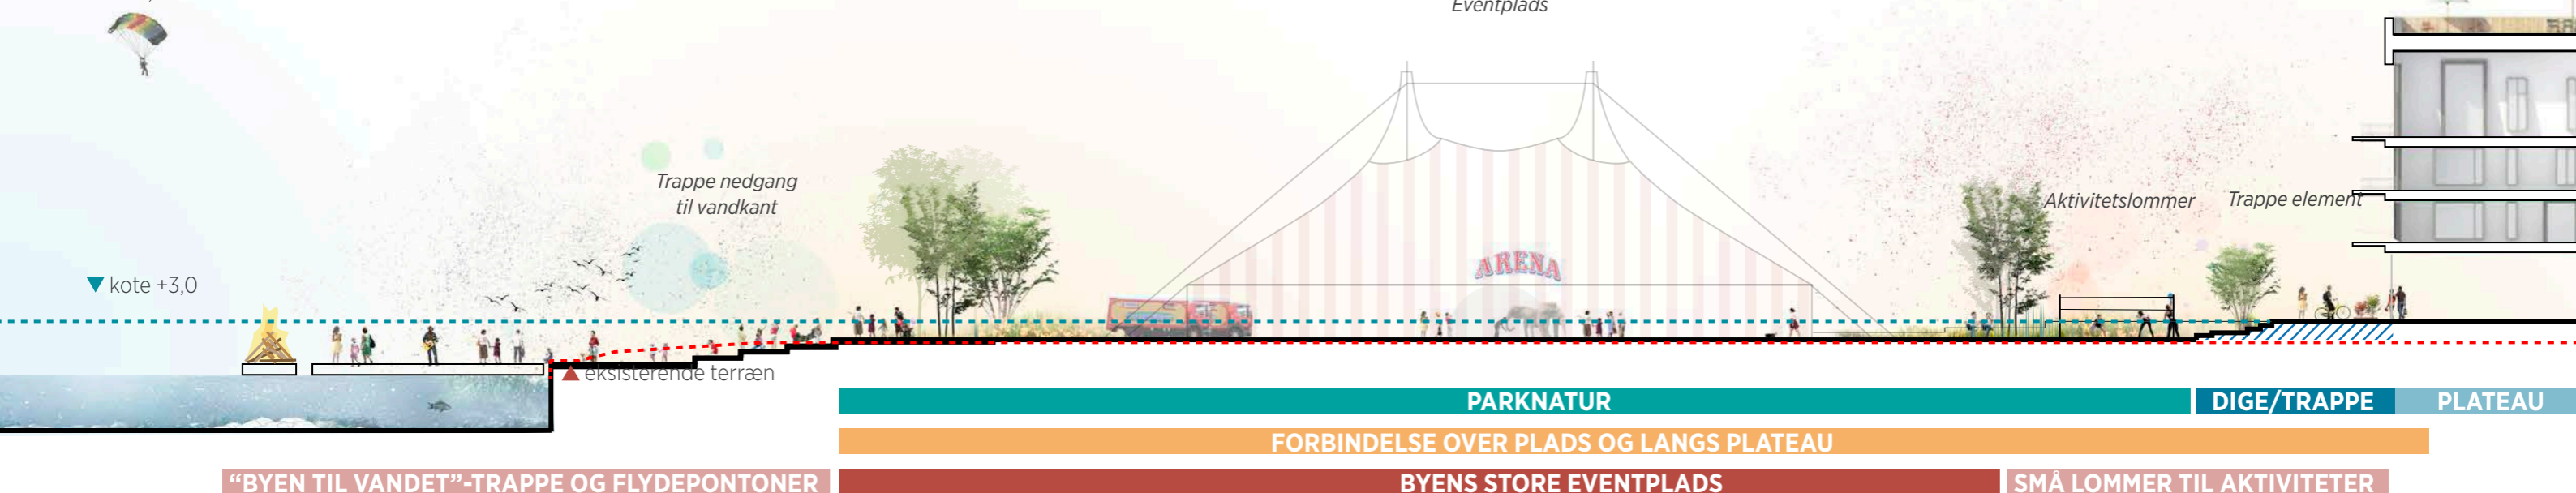 Eventplads
Trappe nedgang
til vandkant
Aktivitetslommer
Trappe element
kote +3,0
ARENA
eksisterende terræn
PARKNATUR
DIGE/TRAPPE
PLATEAU
FORBINDELSE OVER PLADS OG LANGS PLATEAU
“BYEN TIL VANDET”-TRAPPE OG FLYDEPONTONER
BYENS STORE EVENTPLADS
SMÅ LOMMER TIL AKTIVITETER